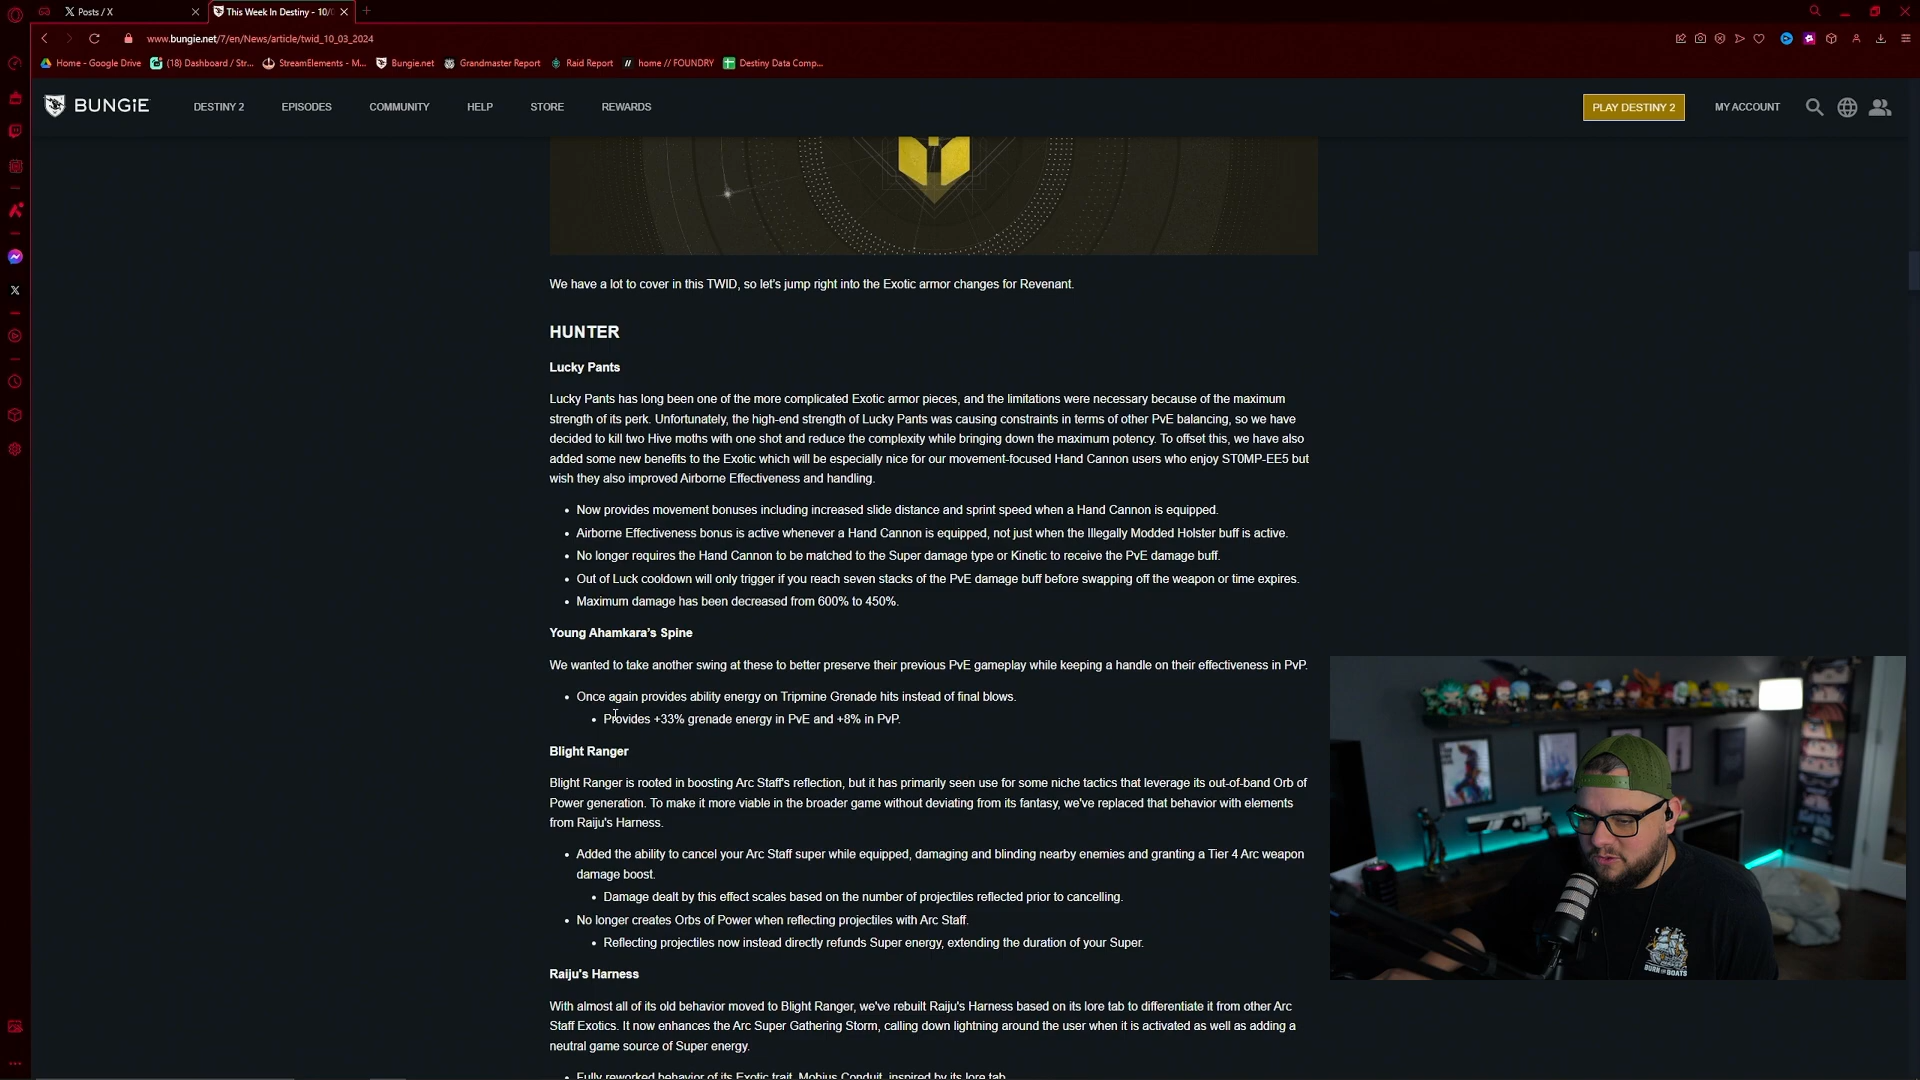 Posts / X
This Week In Destiny - 10/0
www.bungie.net/7/en/News/article/twid_10_03_2024
Home - Google Drive
(18) Dashboard / Str...
StreamElements - M...
Bungie.net
Grandmaster Report
Raid Report
home // FOUNDRY
Destiny Data Comp...
BUNGIE
DESTINY 2
EPISODES
COMMUNITY
HELP
STORE
REWARDS
PLAY DESTINY 2
MY ACCOUNT
We have a lot to cover in this TWID, so let's jump right into the Exotic armor changes for Revenant.
HUNTER
Lucky Pants
Lucky Pants has long been one of the more complicated Exotic armor pieces, and the limitations were necessary because of the maximum
strength of its perk. Unfortunately, the high-end strength of Lucky Pants was causing constraints in terms of other PvE balancing, so we have
decided to kill two Hive moths with one shot and reduce the complexity while bringing down the maximum potency. To offset this, we have also
added some new benefits to the Exotic which will be especially nice for our movement-focused Hand Cannon users who enjoy ST0MP-EE5 but
wish they also improved Airborne Effectiveness and handling.
• Now provides movement bonuses including increased slide distance and sprint speed when a Hand Cannon is equipped.
• Airborne Effectiveness bonus is active whenever a Hand Cannon is equipped, not just when the Illegally Modded Holster buff is active.
• No longer requires the Hand Cannon to be matched to the Super damage type or Kinetic to receive the PvE damage buff.
• Out of Luck cooldown will only trigger if you reach seven stacks of the PvE damage buff before swapping off the weapon or time expires.
• Maximum damage has been decreased from 600% to 450%.
Young Ahamkara's Spine
We wanted to take another swing at these to better preserve their previous PvE gameplay while keeping a handle on their effectiveness in PvP.
• Once again provides ability energy on Tripmine Grenade hits instead of final blows.
• Provides +33% grenade energy in PvE and +8% in PvP.
Blight Ranger
Blight Ranger is rooted in boosting Arc Staff's reflection, but it has primarily seen use for some niche tactics that leverage its out-of-band Orb of
Power generation. To make it more viable in the broader game without deviating from its fantasy, we've replaced that behavior with elements
from Raiju's Harness.
• Added the ability to cancel your Arc Staff super while equipped, damaging and blinding nearby enemies and granting a Tier 4 Arc weapon
damage boost.
• Damage dealt by this effect scales based on the number of projectiles reflected prior to cancelling.
• No longer creates Orbs of Power when reflecting projectiles with Arc Staff.
• Reflecting projectiles now instead directly refunds Super energy, extending the duration of your Super.
Raiju's Harness
With almost all of its old behavior moved to Blight Ranger, we've rebuilt Raiju's Harness based on its lore tab to differentiate it from other Arc
Staff Exotics. It now enhances the Arc Super Gathering Storm, calling down lightning around the user when it is activated as well as adding a
neutral game source of Super energy.
• Fully reworked behavior of its Exotic trait, Mobius Conduit, inspired by its lore tab.